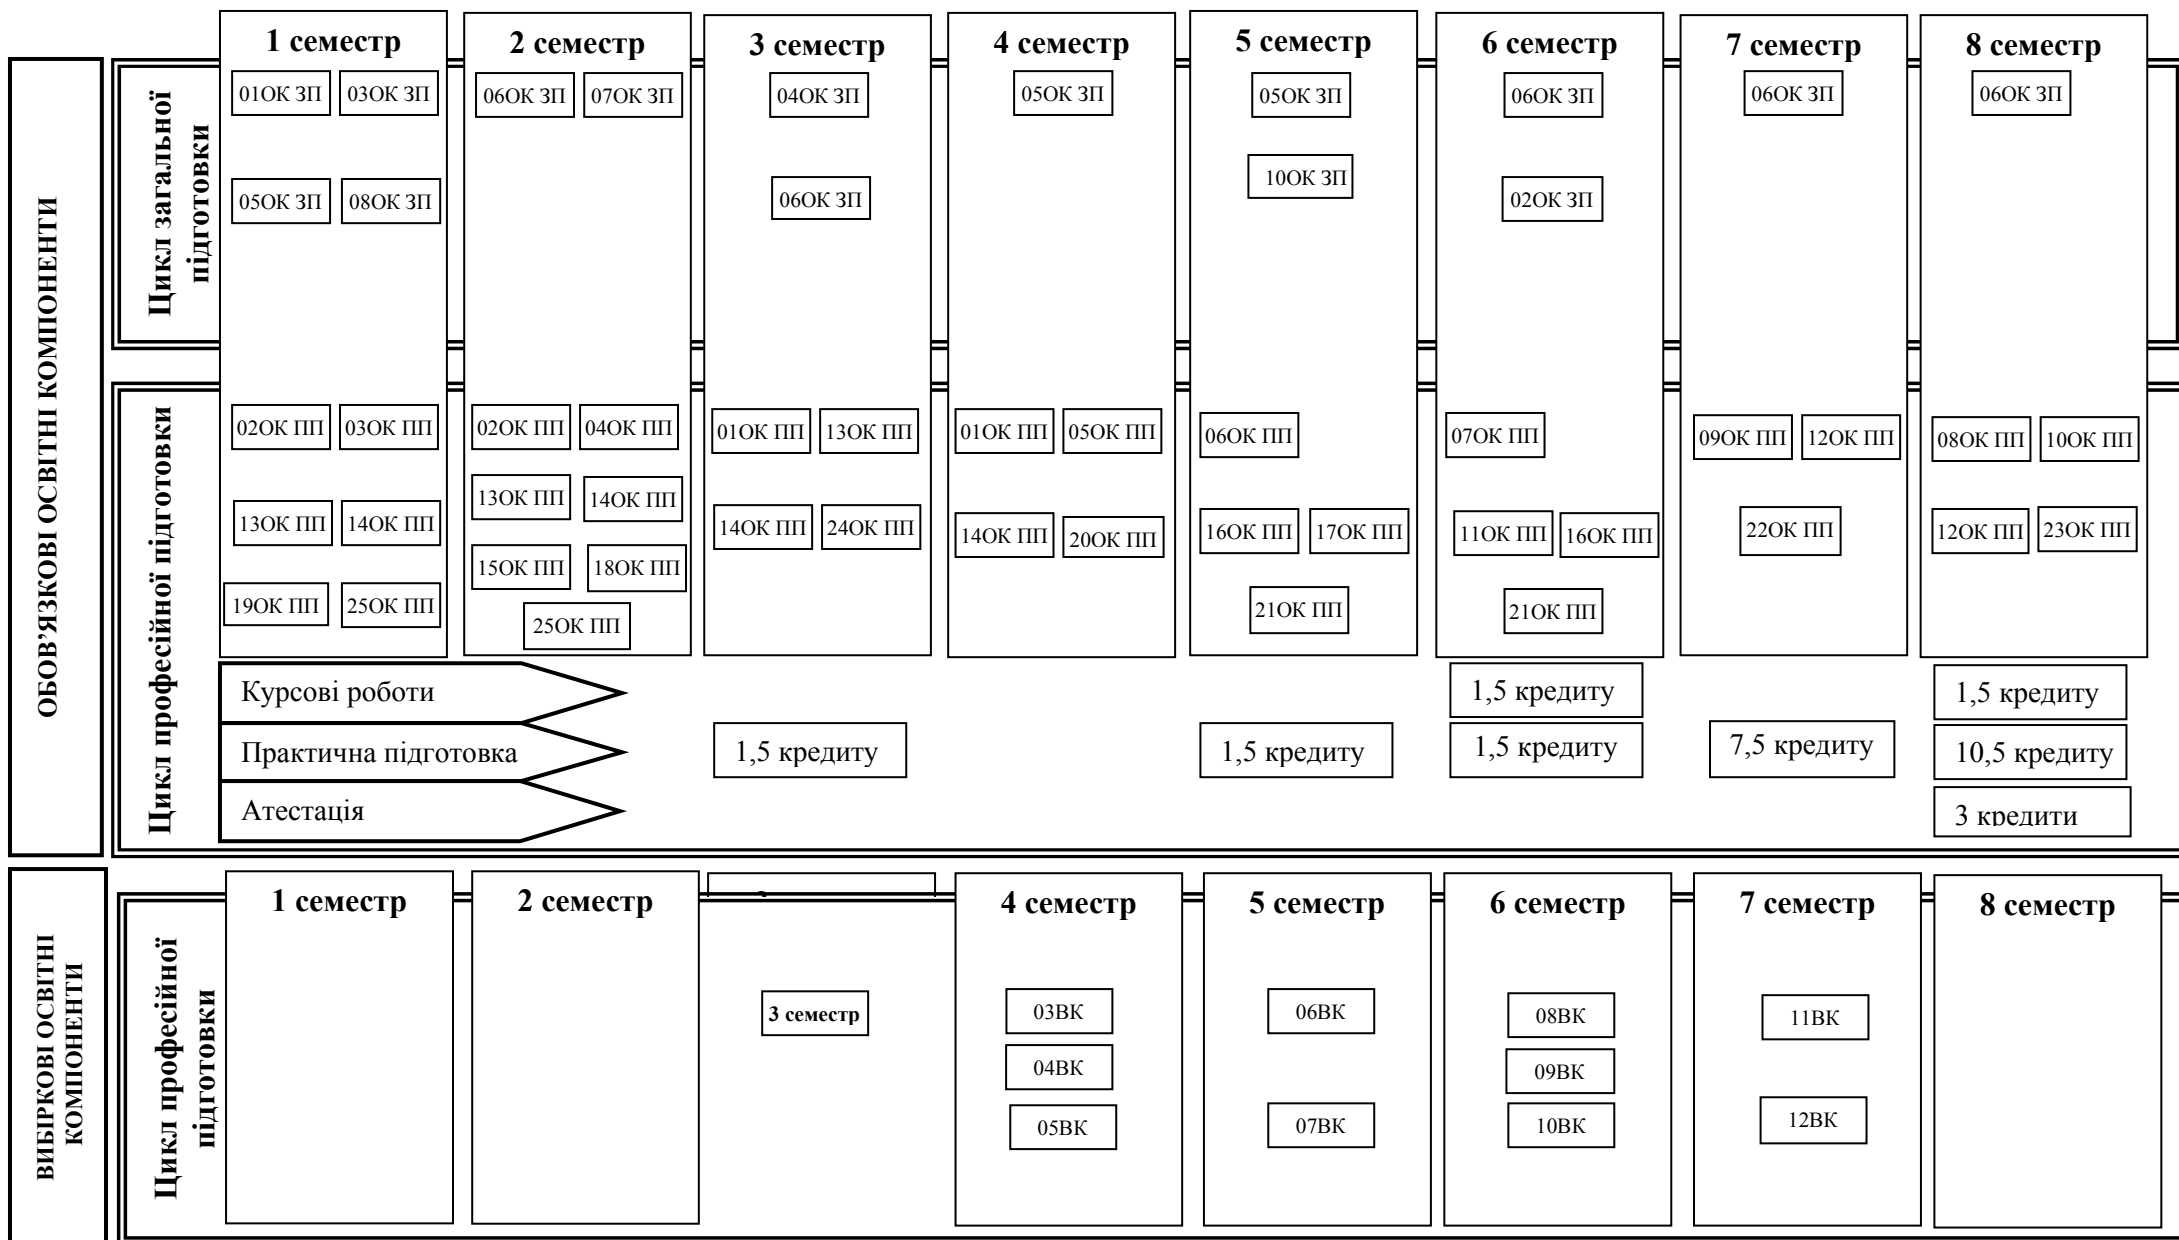 ОБОВ’ЯЗКОВІ ОСВІТНІ КОМПОНЕНТИ
Цикл загальної
підготовки
1 семестр
2 семестр
3 семестр
4 семестр
5 семестр
6 семестр
7 семестр
8 семестр
01ОК ЗП
03ОК ЗП
06ОК ЗП
07ОК ЗП
04ОК ЗП
05ОК ЗП
05ОК ЗП
06ОК ЗП
06ОК ЗП
06ОК ЗП
05ОК ЗП
08ОК ЗП
06ОК ЗП
10ОК ЗП
02ОК ЗП
Цикл професійної підготовки
02ОК ПП
03ОК ПП
02ОК ПП
04ОК ПП
01ОК ПП
13ОК ПП
01ОК ПП
05ОК ПП
06ОК ПП
07ОК ПП
09ОК ПП
12ОК ПП
08ОК ПП
10ОК ПП
13ОК ПП
14ОК ПП
13ОК ПП
14ОК ПП
14ОК ПП
24ОК ПП
14ОК ПП
20ОК ПП
16ОК ПП
17ОК ПП
11ОК ПП
16ОК ПП
22ОК ПП
12ОК ПП
23ОК ПП
15ОК ПП
18ОК ПП
19ОК ПП
25ОК ПП
25ОК ПП
21ОК ПП
21ОК ПП
Курсові роботи
1,5 кредиту
1,5 кредиту
Практична підготовка
1,5 кредиту
1,5 кредиту
1,5 кредиту
7,5 кредиту
10,5 кредиту
Атестація
3 кредити
ВИБІРКОВІ ОСВІТНІ
КОМПОНЕНТИ
Цикл професійної
підготовки
1 семестр
2 семестр
4 семестр
5 семестр
6 семестр
7 семестр
8 семестр
3 семестр
03ВК
06ВК
08ВК
11ВК
04ВК
09ВК
05ВК
07ВК
10ВК
12ВК